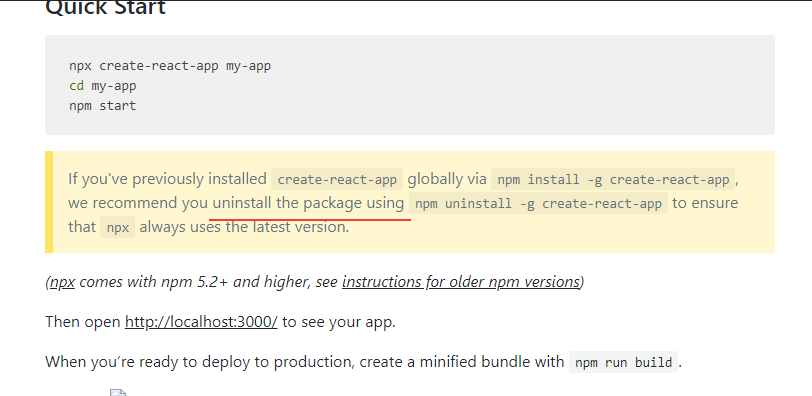 Quick Start
npx create-react-app my-app
cd my-app
npm start
If you've previously installed create-react-app globally via npm install -g create-react-app,
we recommend you uninstall the package using npm uninstall -g create-react-app to ensure
that npx always uses the latest version.
(npx comes with npm 5.2+ and higher, see instructions for older npm versions)
Then open http://localhost:3000/ to see your app.
When you’re ready to deploy to production, create a minified bundle with npm run build.